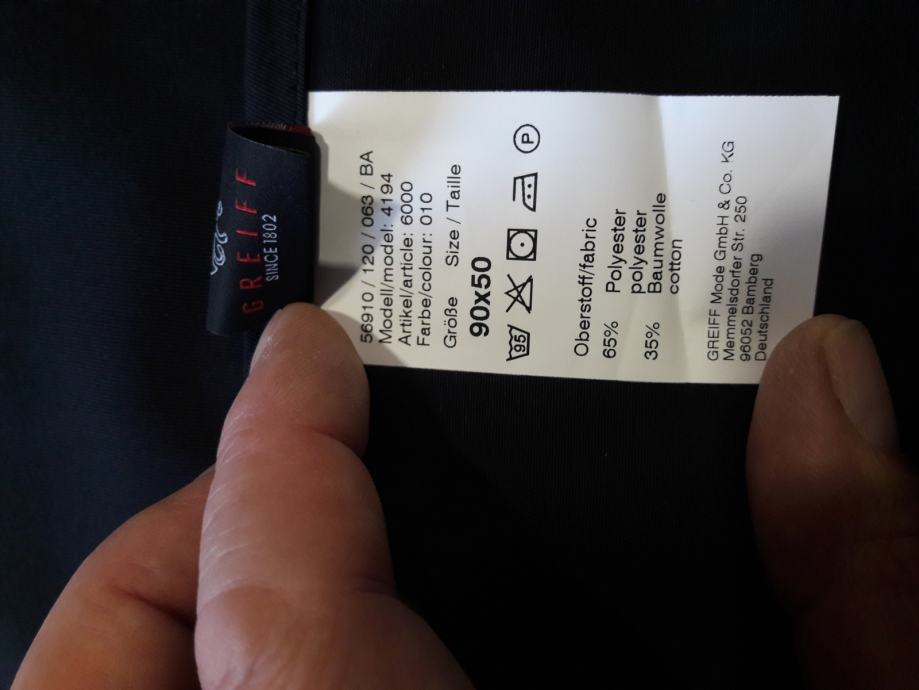 GREIFF
SINCE 1802
56910 / 120 / 063 / BA
Modell/model: 4194
Artikel/article: 6000
Farbe/colour: 010
Größe Size / Taille
90x50
95 P
Oberstoff/fabric
65% Polyester
polyester
35% Baumwolle
cotton
GREIFF Mode GmbH & Co. KG
Memmelsdorfer Str. 250
96052 Bamberg
Deutschland